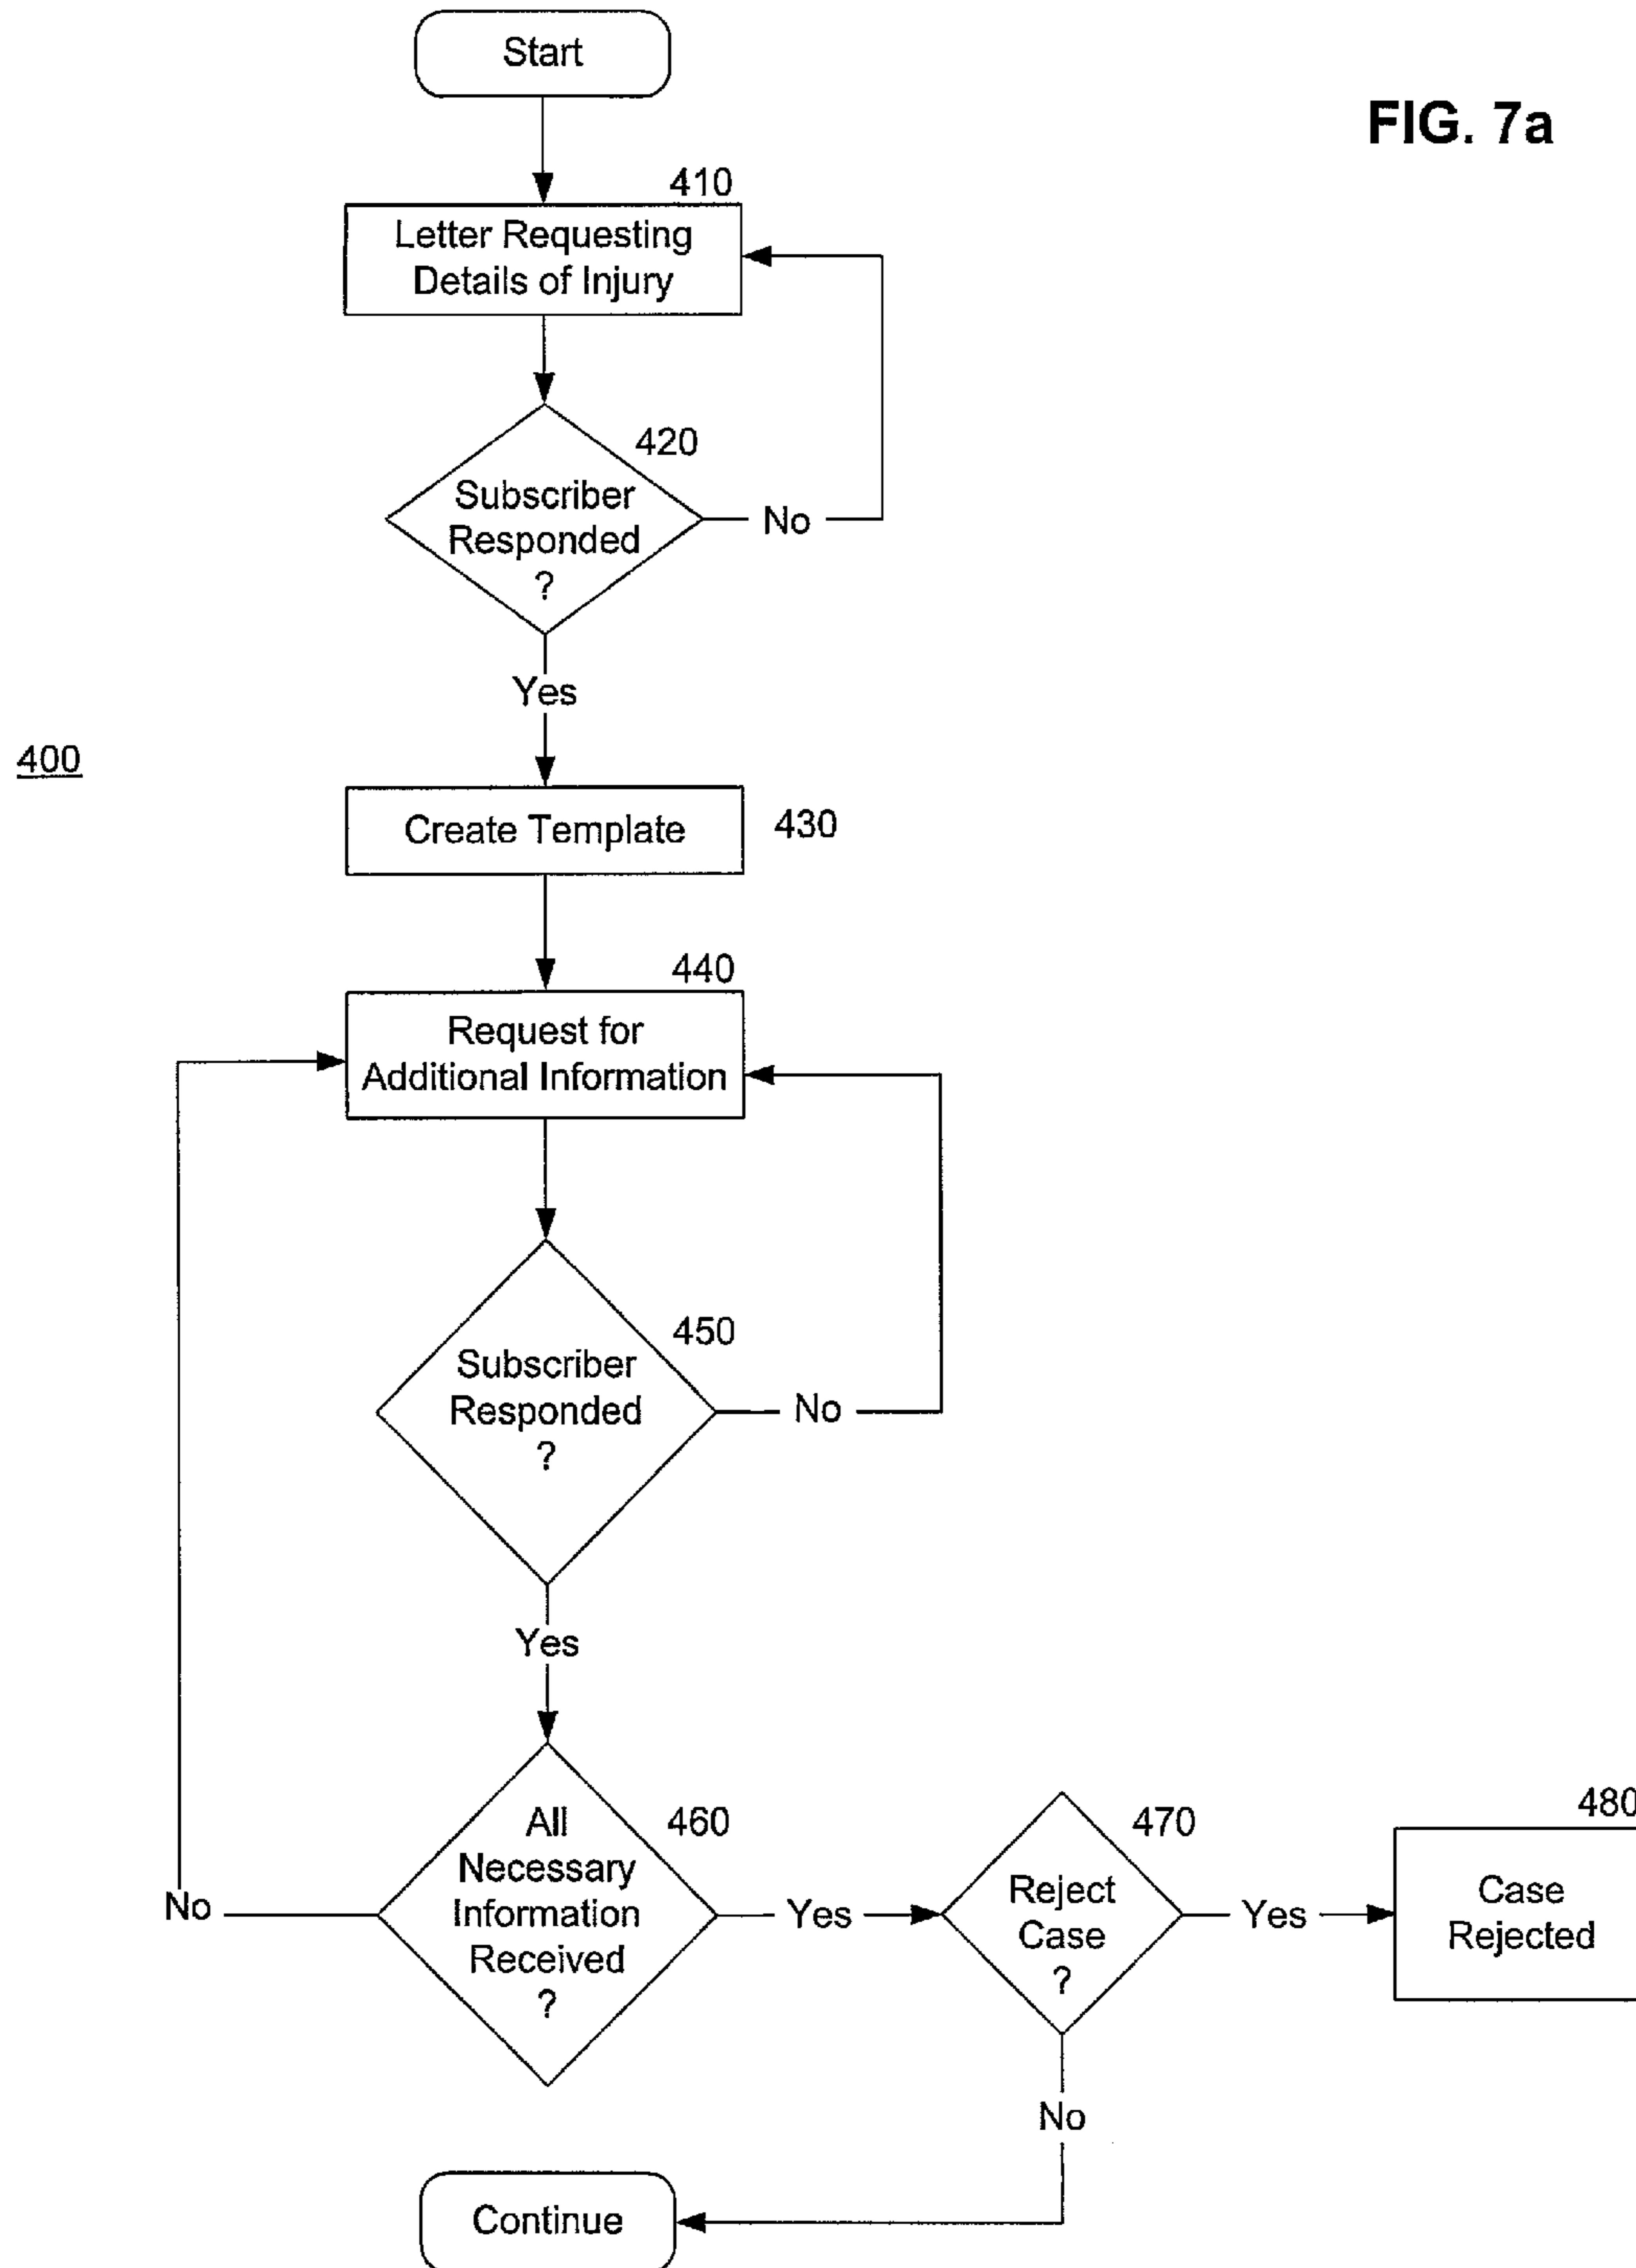 Start
FIG. 7a
410
Letter Requesting
Details of Injury
420
Subscriber
Responded
?
No
Yes
400
Create Template
430
440
Request for
Additional Information
450
Subscriber
Responded
?
No
Yes
All
Necessary
Information
Received
?
460
No
Yes
470
Reject
Case
?
Yes
480
Case
Rejected
No
Continue